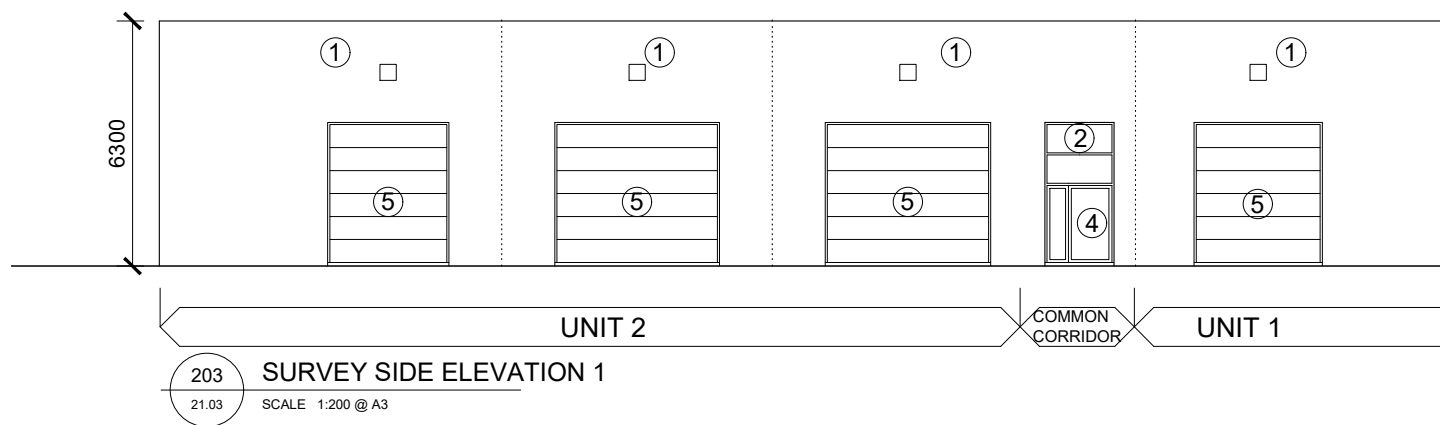 1
1
1
1
6300
2
5
5
5
5
4
UNIT 2
COMMON
CORRIDOR
UNIT 1
203
21.03
SURVEY SIDE ELEVATION 1
SCALE 1:200 @ A3